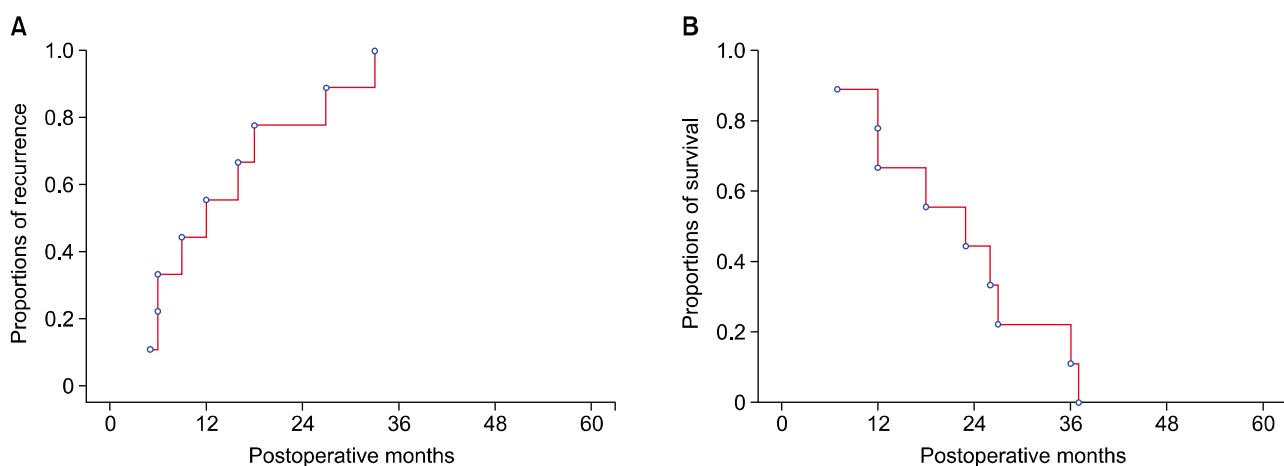 A
Proportions of recurrence
1.0
0.8
0.6
0.4
0.2
0
0 12 24 36 48 60
Postoperative months
B
Proportions of survival
1.0
0.8
0.6
0.4
0.2
0
0 12 24 36 48 60
Postoperative months